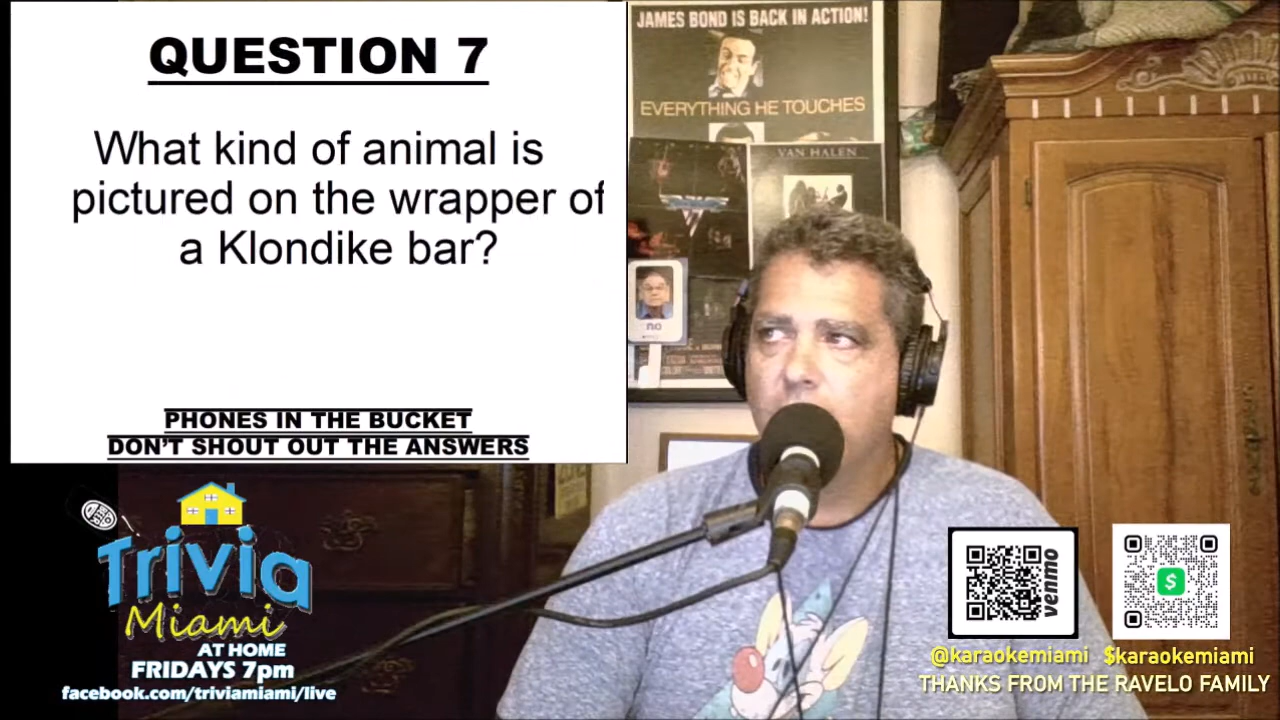 QUESTION 7
What kind of animal is
pictured on the wrapper of
a Klondike bar?
PHONES IN THE BUCKET
DON'T SHOUT OUT THE ANSWERS
JAMES BOND IS BACK IN ACTION!
EVERYTHING HE TOUCHES
VAN HALEN
no
Trivia
Miami
AT HOME
FRIDAYS 7pm
facebook.com/triviamiami/live
venmo
$
@karaokemiami $karaokemiami
THANKS FROM THE RAVELO FAMILY